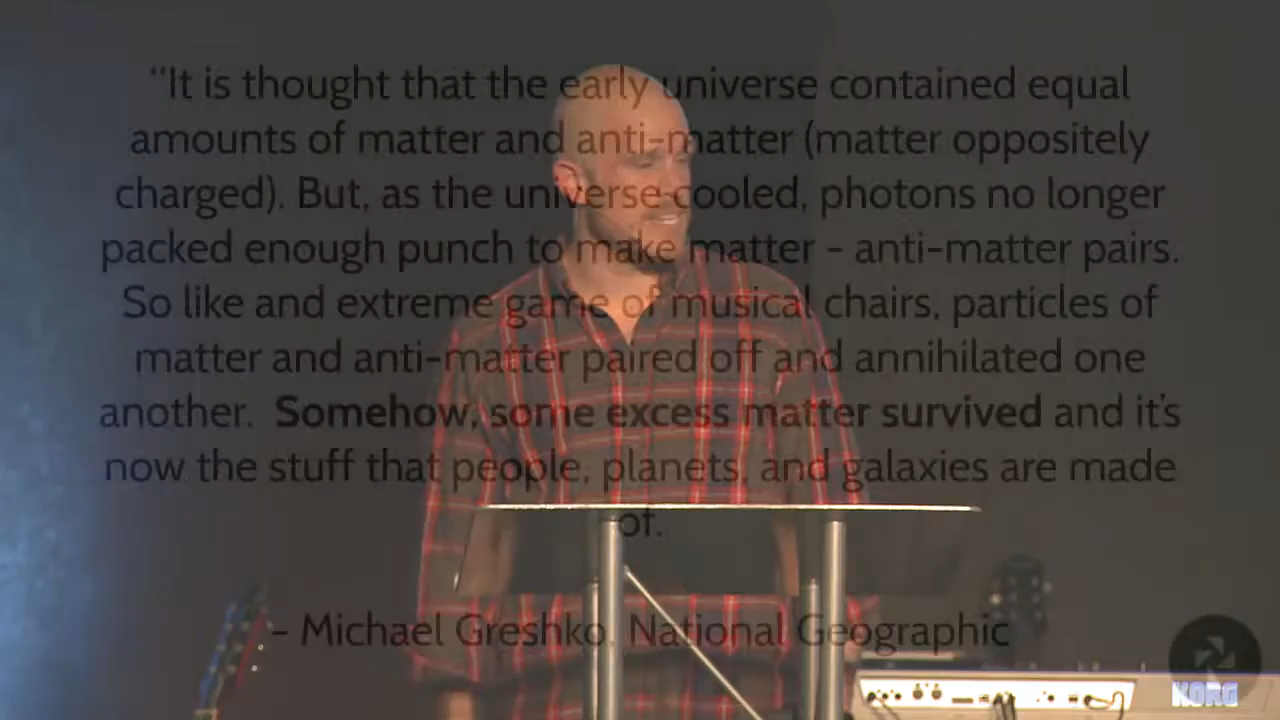 “It is thought that the early universe contained equal
amounts of matter and anti-matter (matter oppositely
charged). But, as the universe cooled, photons no longer
packed enough punch to make matter – anti-matter pairs.
So like and extreme game of musical chairs, particles of
matter and anti-matter paired off and annihilated one
another.  Somehow, some excess matter survived and it’s
now the stuff that people, planets, and galaxies are made
of.
– Michael Greshko, National Geographic
KORG